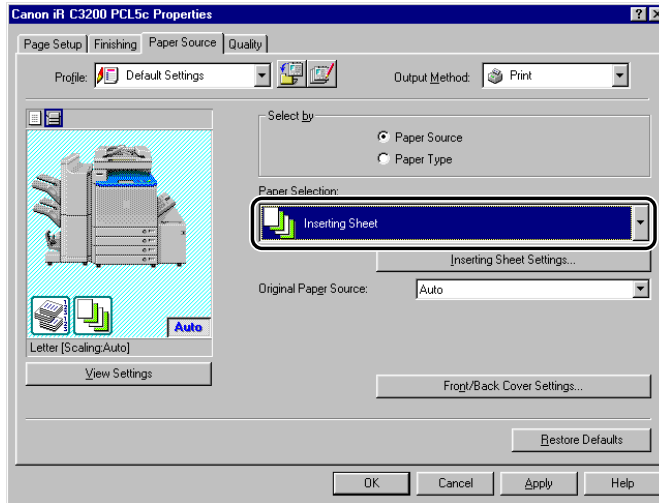 Canon iR C3200 PCL5c Properties
Page Setup Finishing Paper Source Quality
Profile: Default Settings Output Method: Print
Select by
Paper Source
Paper Type
Paper Selection:
Inserting Sheet
Inserting Sheet Settings...
Original Paper Source: Auto
Auto
Letter [Scaling:Auto]
View Settings
Front/Back Cover Settings...
Restore Defaults
OK Cancel Apply Help